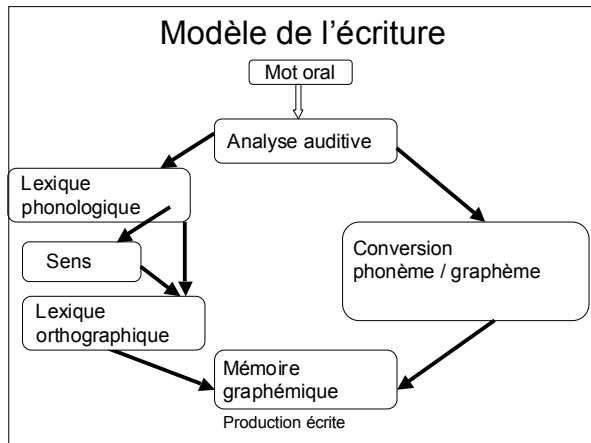 Modèle de l'écriture
Mot oral
Analyse auditive
Lexique
phonologique
Sens
Lexique
orthographique
Conversion
phonème / graphème
Mémoire
graphémique
Production écrite